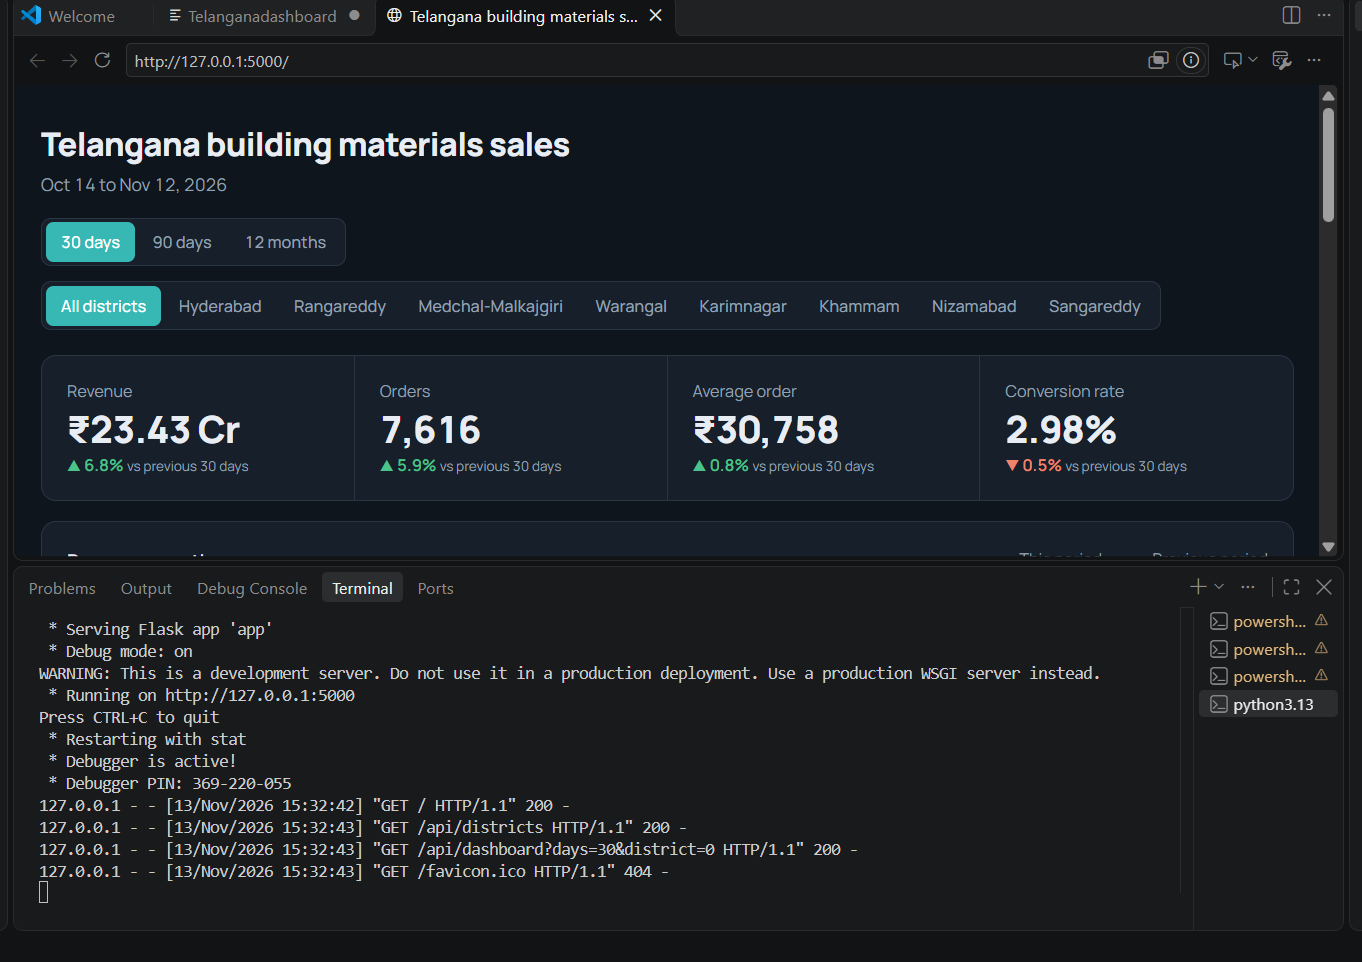 Welcome
Telanganadashboard
Telangana building materials s...
http://127.0.0.1:5000/
Telangana building materials sales
Oct 14 to Nov 12, 2026
30 days 90 days 12 months
All districts Hyderabad Rangareddy Medchal-Malkajgiri Warangal Karimnagar Khammam Nizamabad Sangareddy
Revenue
₹23.43 Cr
▲ 6.8% vs previous 30 days
Orders
7,616
▲ 5.9% vs previous 30 days
Average order
₹30,758
▲ 0.8% vs previous 30 days
Conversion rate
2.98%
▼ 0.5% vs previous 30 days
Problems Output Debug Console Terminal Ports
* Serving Flask app 'app'
* Debug mode: on
WARNING: This is a development server. Do not use it in a production deployment. Use a production WSGI server instead.
* Running on http://127.0.0.1:5000
Press CTRL+C to quit
* Restarting with stat
* Debugger is active!
* Debugger PIN: 369-220-055
127.0.0.1 - - [13/Nov/2026 15:32:42] "GET / HTTP/1.1" 200 -
127.0.0.1 - - [13/Nov/2026 15:32:43] "GET /api/districts HTTP/1.1" 200 -
127.0.0.1 - - [13/Nov/2026 15:32:43] "GET /api/dashboard?days=30&district=0 HTTP/1.1" 200 -
127.0.0.1 - - [13/Nov/2026 15:32:43] "GET /favicon.ico HTTP/1.1" 404 -
powersh...
powersh...
powersh...
python3.13